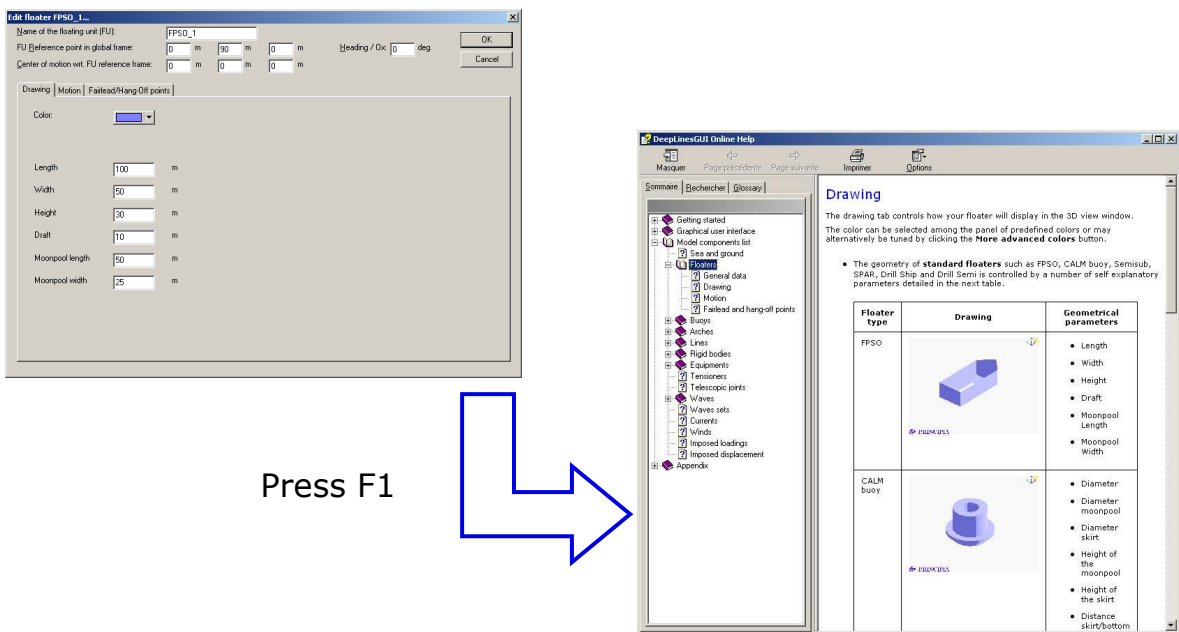 Edit floater FPSO_1...
Name of the floating unit (FU): FPSO_1
OK
FU Reference point in global frame: 0 m 90 m 0 m Heading / Ox: 0 deg.
Center of motion wrt. FU reference frame: 0 m 0 m 0 m
Cancel
Drawing Motion Fairlead/Hang-Off points
Color:
Length 100 m
Width 50 m
Height 30 m
Draft 10 m
Moonpool length 50 m
Moonpool width 25 m
Press F1
DeepLinesGUI Online Help
Masquer Page précédente Page suivante Imprimer Options
Sommaire Rechercher Glossary
Getting started
Graphical user interface
Model components list
Sea and ground
Floaters
General data
Drawing
Motion
Fairlead and hang-off points
Buoys
Arches
Lines
Rigid bodies
Equipments
Tensioners
Telescopic joints
Waves
Waves sets
Currents
Winds
Imposed loadings
Imposed displacement
Appendix
Drawing
The drawing tab controls how your floater will display in the 3D view window.
The color can be selected among the panel of predefined colors or may
alternatively be tuned by clicking the More advanced colors button.
• The geometry of standard floaters such as FPSO, CALM buoy, Semisub,
SPAR, Drill Ship and Drill Semi is controlled by a number of self explanatory
parameters detailed in the next table.
Floater
type
Drawing
Geometrical
parameters
FPSO
PRINCIPIA
• Length
• Width
• Height
• Draft
• Moonpool
Length
• Moonpool
Width
CALM
buoy
PRINCIPIA
• Diameter
• Diameter
moonpool
• Diameter
skirt
• Height of
the
moonpool
• Height of
the skirt
• Distance
skirt/bottom